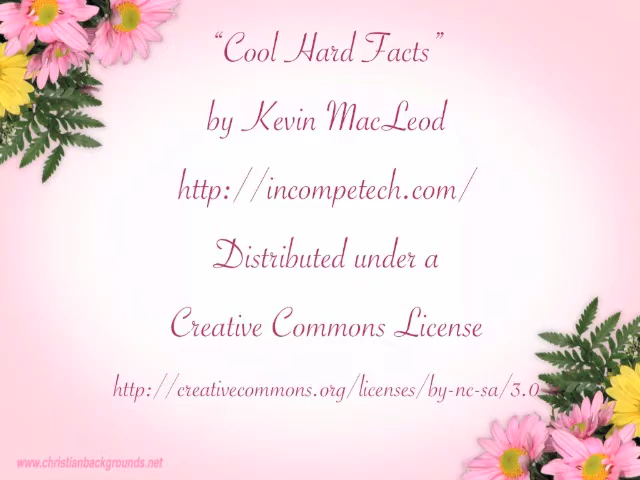 “Cool Hard Facts”
by Kevin MacLeod
http://incompetech.com/
Distributed under a
Creative Commons License
http://creativecommons.org/licenses/by-nc-sa/3.0
www.christianbackgrounds.net